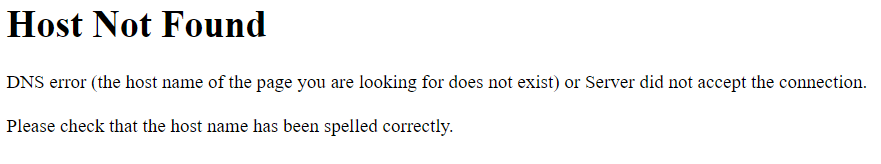 Host Not Found
DNS error (the host name of the page you are looking for does not exist) or Server did not accept the connection.
Please check that the host name has been spelled correctly.